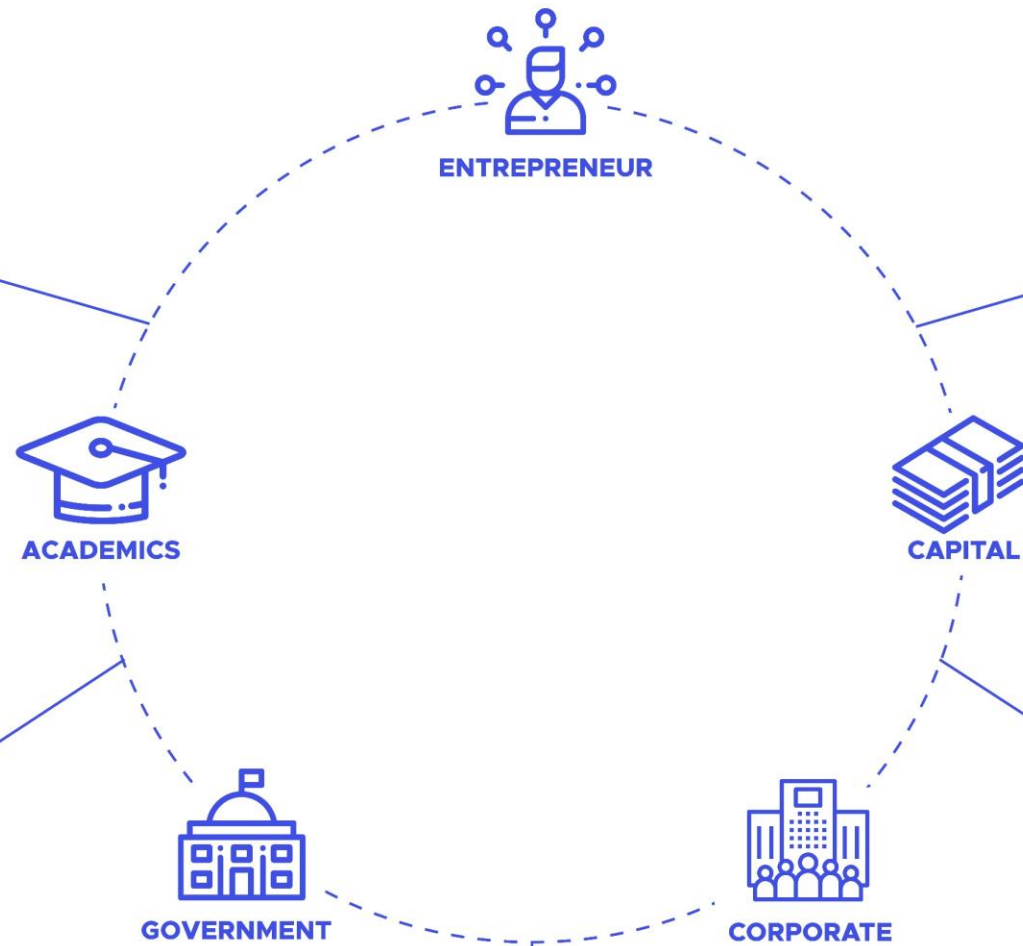 ENTREPRENEUR
ACADEMICS
CAPITAL
GOVERNMENT
CORPORATE